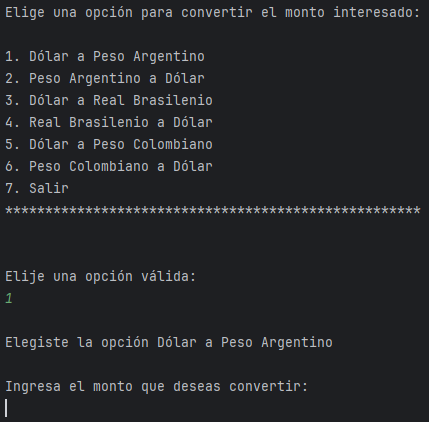 Elige una opción para convertir el monto interesado:
1. Dólar a Peso Argentino
2. Peso Argentino a Dólar
3. Dólar a Real Brasilenio
4. Real Brasilenio a Dólar
5. Dólar a Peso Colombiano
6. Peso Colombiano a Dólar
7. Salir
****************************************************
Elije una opción válida:
1
Elegiste la opción Dólar a Peso Argentino
Ingresa el monto que deseas convertir: